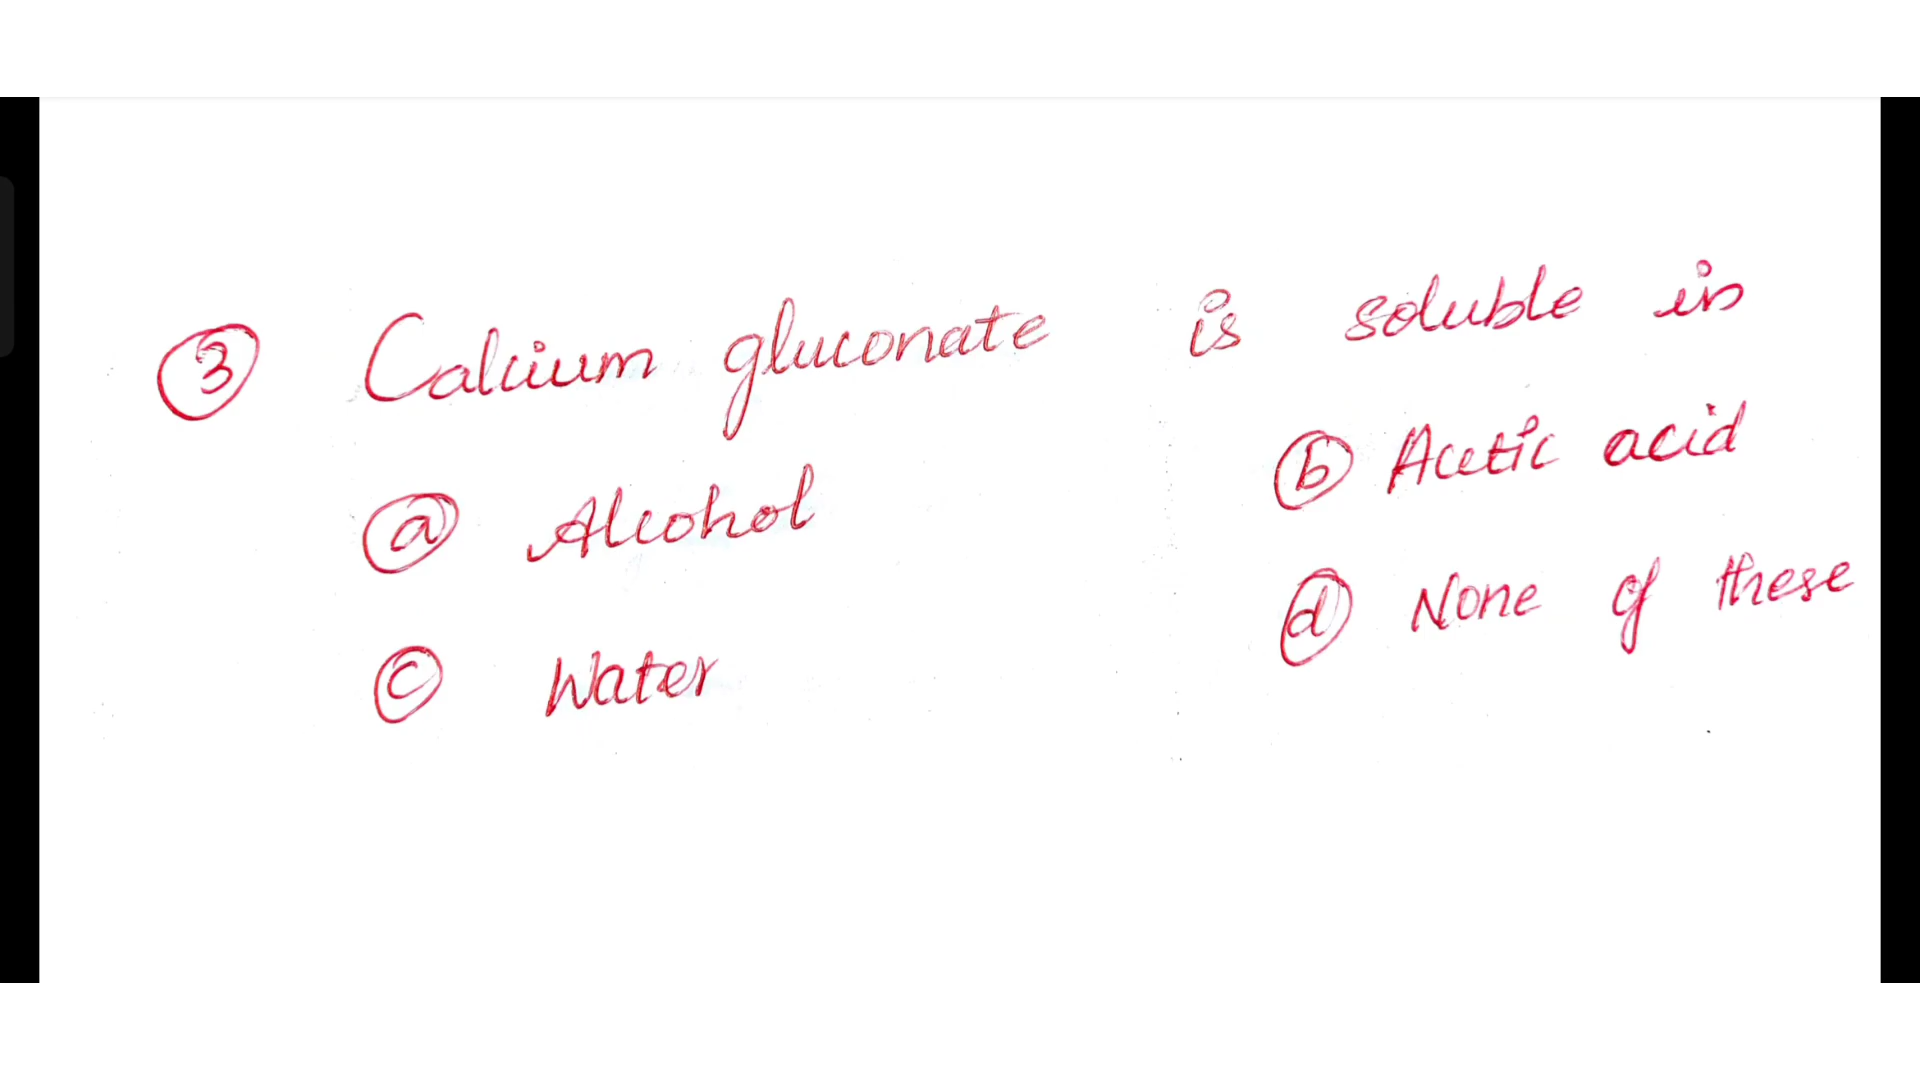 3 Calcium gluconate is soluble in
a Alcohol b Acetic acid
c Water d None of these